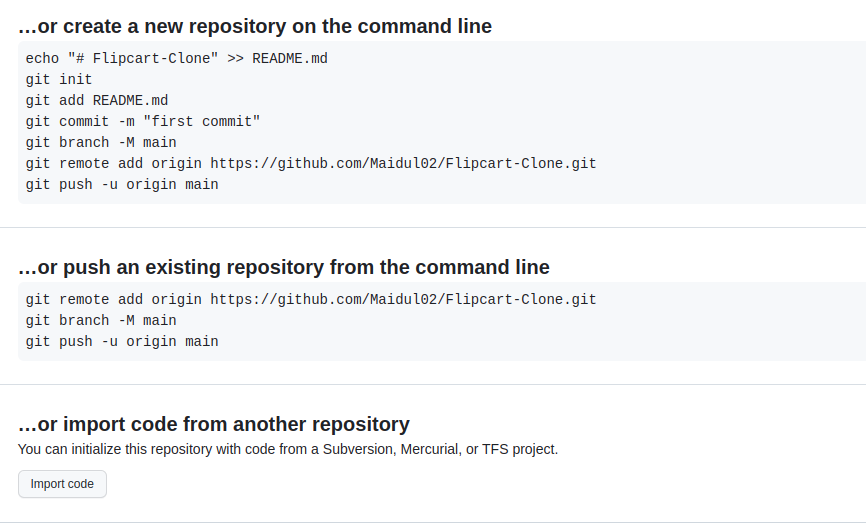 ...or create a new repository on the command line
echo "# Flipcart-Clone" >> README.md
git init
git add README.md
git commit -m "first commit"
git branch -M main
git remote add origin https://github.com/Maidul02/Flipcart-Clone.git
git push -u origin main
...or push an existing repository from the command line
git remote add origin https://github.com/Maidul02/Flipcart-Clone.git
git branch -M main
git push -u origin main
...or import code from another repository
You can initialize this repository with code from a Subversion, Mercurial, or TFS project.
Import code